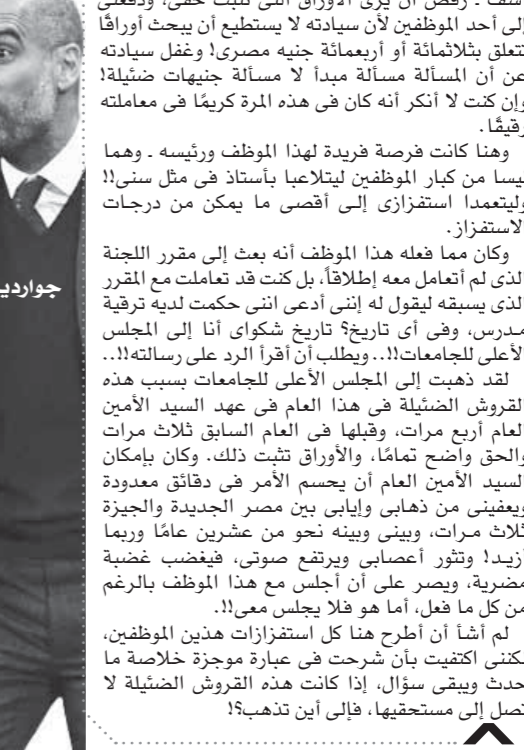 أن يرى الأوراق التى تثبت حقى، ودفعنى
إلى أحد الموظفين لأن سيادته لا يستطيع أن يبحث أوراقًا
تتعلق بثلاثمائة أو أربعمائة جنيه مصرى! وغفل سيادته
عن أن المسألة مسألة مبدأ لا مسألة جنيهات ضئيلة!
وإن كنت لا أنكر أنه كان فى هذه المرة كريمًا فى معاملته
رقيقًا.
وهنا كانت فرصة فريدة لهذا الموظف ورئيسه ـ وهما
ليسا من كبار الموظفين ليتلاعبا بأستاذ فى مثل سنى!!
وليتعمدا استفزازى إلـى أقصى ما يمكن من درجـات
الاستفزاز.
وكان مما فعله هذا الموظف أنه بعث إلى مقرر اللجنة
الذى لم أتعامل معه إطلاقاً، بل كنت قد تعاملت مع المقرر
الذى يسبقه ليقول له إننى أدعى اننى حكمت لديه ترقية
مـدرس، وفى أى تاريخ؟ تاريخ شكواى أنا إلى المجلس
الأعلى للجامعات!!.. ويطلب أن أقرأ الرد على رسالته!!..
لقد ذهبت إلى المجلس الأعلى للجامعات بسبب هذه
القروش الضئيلة فى هذا العام فى عهد السيد الأمين
العام أربع مرات، وقبلها فى العام السابق ثلاث مرات
والحق واضح تمامًا، والأوراق تثبت ذلك. وكان بإمكان
السيد الأمين العام أن يحسم الأمر فى دقائق معدودة
ويعفينى من ذهابى وإيابى بين مصر الجديدة والجيزة
ثلاث مـرات، وبينى وبينه نحو من عشرين عامًا وربما
أزيـد! وتثور أعصابى ويرتفع صوتى، فيغضب غضبة
مضرية، ويصر على أن أجلس مع هذا الموظف بالرغم
من كل ما فعل، أما هو فلا يجلس معى!!.
لم أشأ أن أطرح هنا كل استفزازات هذين الموظفين،
لكننى اكتفيت بأن شرحت فى عبارة موجزة خلاصة ما
حدث ويبقى سؤال، إذا كانت هذه القروش الضئيلة لا
تصل إلى مستحقيها، فإلى أين تذهب؟!